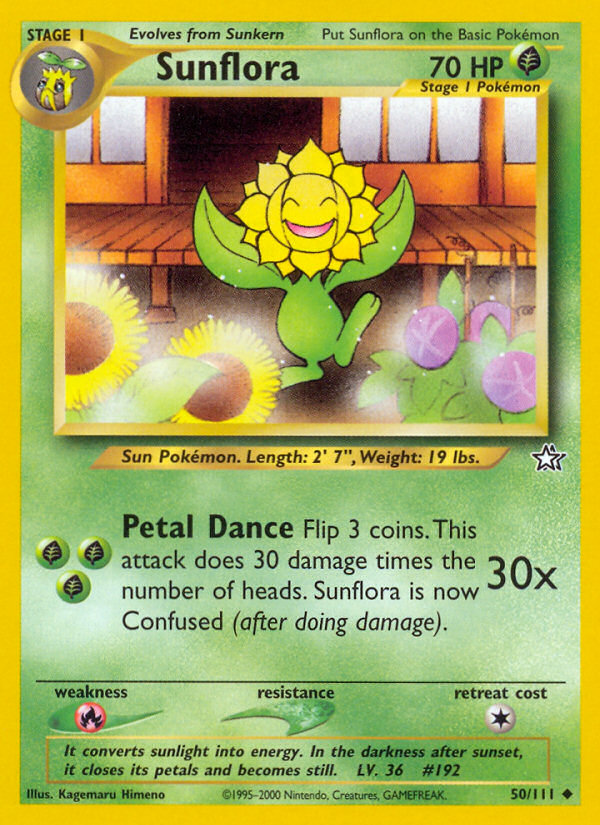 STAGE 1 Evolves from Sunkern Put Sunflora on the Basic Pokémon
Sunflora 70 HP
Stage 1 Pokémon
Sun Pokémon. Length: 2' 7", Weight: 19 lbs.
Petal Dance Flip 3 coins. This
attack does 30 damage times the
number of heads. Sunflora is now
Confused (after doing damage).
30x
weakness resistance retreat cost
It converts sunlight into energy. In the darkness after sunset,
it closes its petals and becomes still. LV. 36 #192
Illus. Kagemaru Himeno ©1995-2000 Nintendo, Creatures, GAMEFREAK. 50/111 ◆